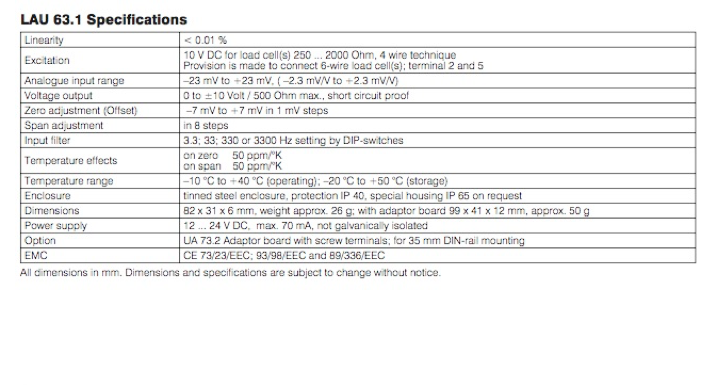 LAU 63.1 Specifications
Linearity < 0.01 %
Excitation 10 V DC for load cell(s) 250 ... 2000 Ohm, 4 wire technique
Provision is made to connect 6-wire load cell(s); terminal 2 and 5
Analogue input range −23 mV to +23 mV, ( −2.3 mV/V to +2.3 mV/V)
Voltage output 0 to ±10 Volt / 500 Ohm max., short circuit proof
Zero adjustment (Offset) −7 mV to +7 mV in 1 mV steps
Span adjustment in 8 steps
Input filter 3.3; 33; 330 or 3300 Hz setting by DIP-switches
Temperature effects on zero 50 ppm/°K
on span 50 ppm/°K
Temperature range −10 °C to +40 °C (operating); −20 °C to +50 °C (storage)
Enclosure tinned steel enclosure, protection IP 40, special housing IP 65 on request
Dimensions 82 x 31 x 6 mm, weight approx. 26 g; with adaptor board 99 x 41 x 12 mm, approx. 50 g
Power supply 12 ... 24 V DC, max. 70 mA, not galvanically isolated
Option UA 73.2 Adaptor board with screw terminals; for 35 mm DIN-rail mounting
EMC CE 73/23/EEC; 93/98/EEC and 89/336/EEC
All dimensions in mm. Dimensions and specifications are subject to change without notice.